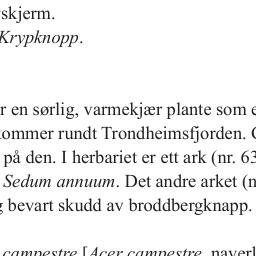 skjerm.
Krypknopp.
r en sørlig, varmekjær plante som e
kommer rundt Trondheimsfjorden.
på den. I herbariet er ett ark (nr. 63
Sedum annuum. Det andre arket (n
g bevart skudd av broddbergknapp.
campestre [Acer campestre, naverl